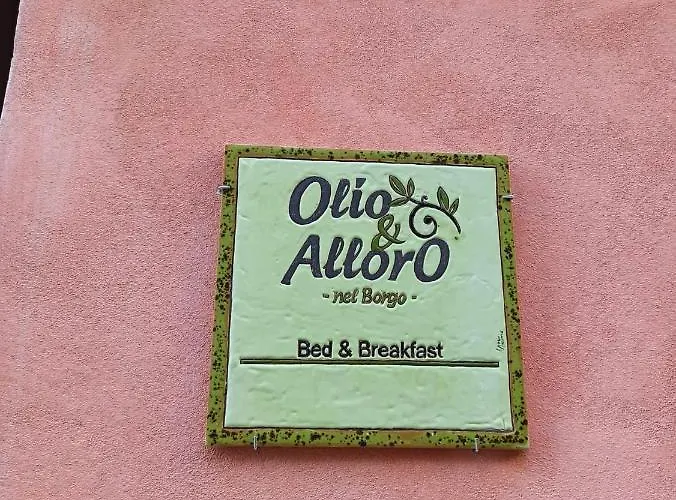 Olio
&
AllorO
- nel Borgo -
Bed & Breakfast